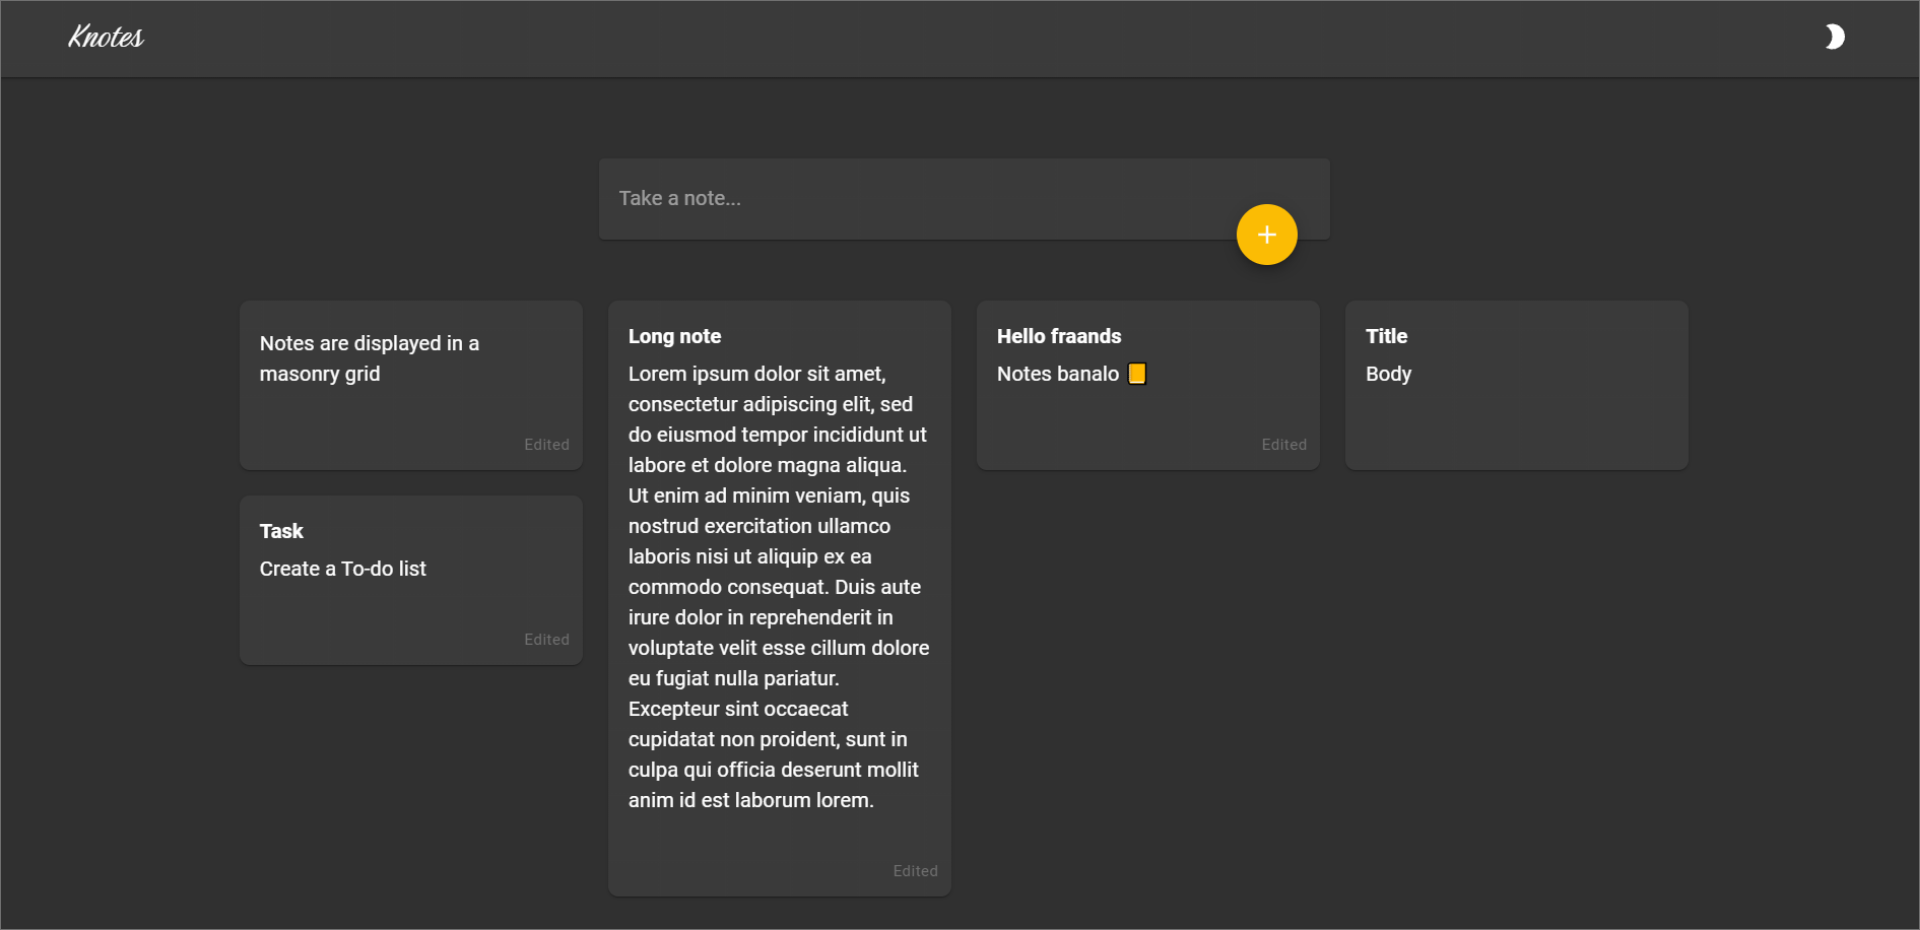 Knotes
Take a note...
Notes are displayed in a
masonry grid
Edited
Task
Create a To-do list
Edited
Long note
Lorem ipsum dolor sit amet,
consectetur adipiscing elit, sed
do eiusmod tempor incididunt ut
labore et dolore magna aliqua.
Ut enim ad minim veniam, quis
nostrud exercitation ullamco
laboris nisi ut aliquip ex ea
commodo consequat. Duis aute
irure dolor in reprehenderit in
voluptate velit esse cillum dolore
eu fugiat nulla pariatur.
Excepteur sint occaecat
cupidatat non proident, sunt in
culpa qui officia deserunt mollit
anim id est laborum lorem.
Edited
Hello fraands
Notes banalo 📒
Edited
Title
Body